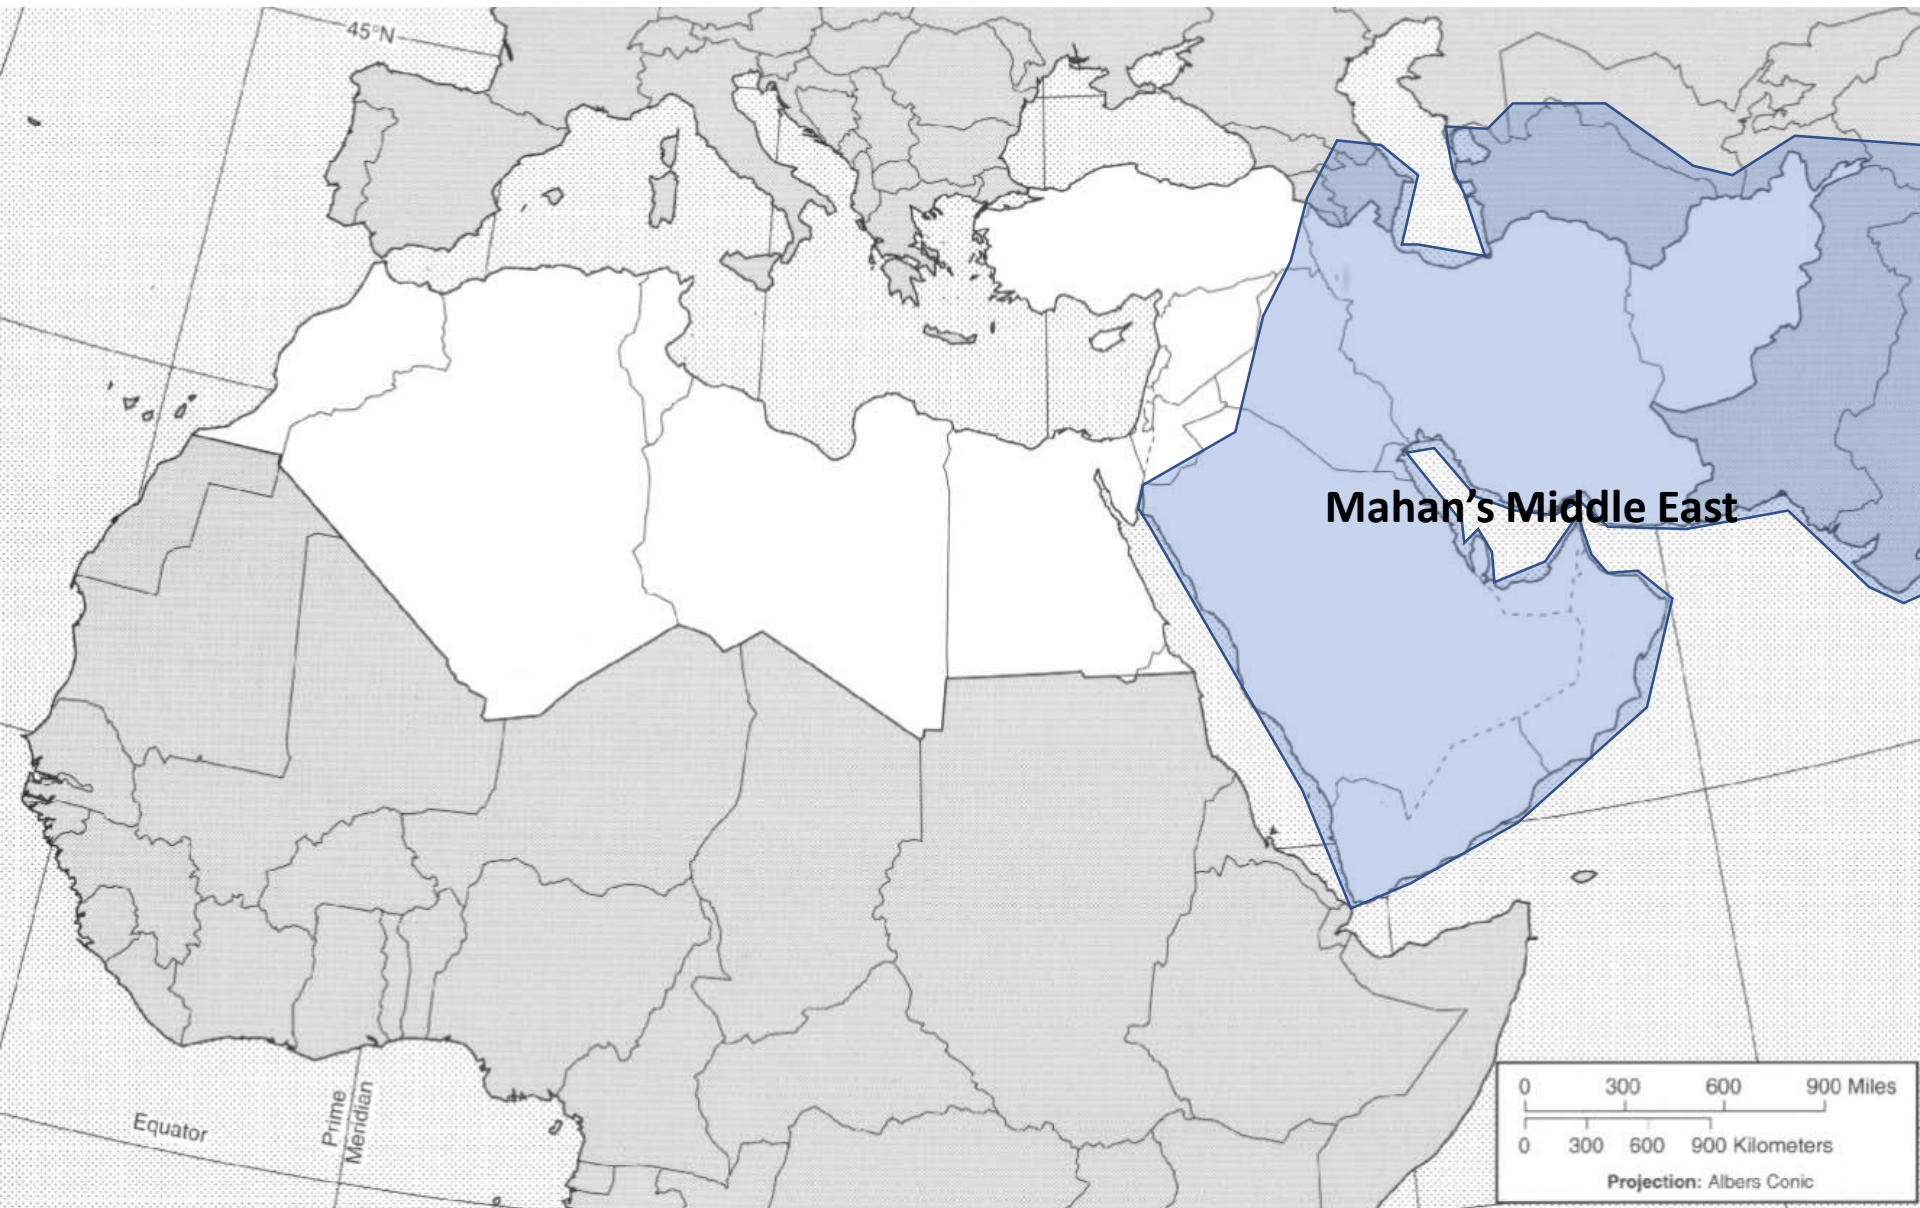 45°N
Mahan's Middle East
Equator
Prime
Meridian
0 300 600 900 Miles
0 300 600 900 Kilometers
Projection: Albers Conic